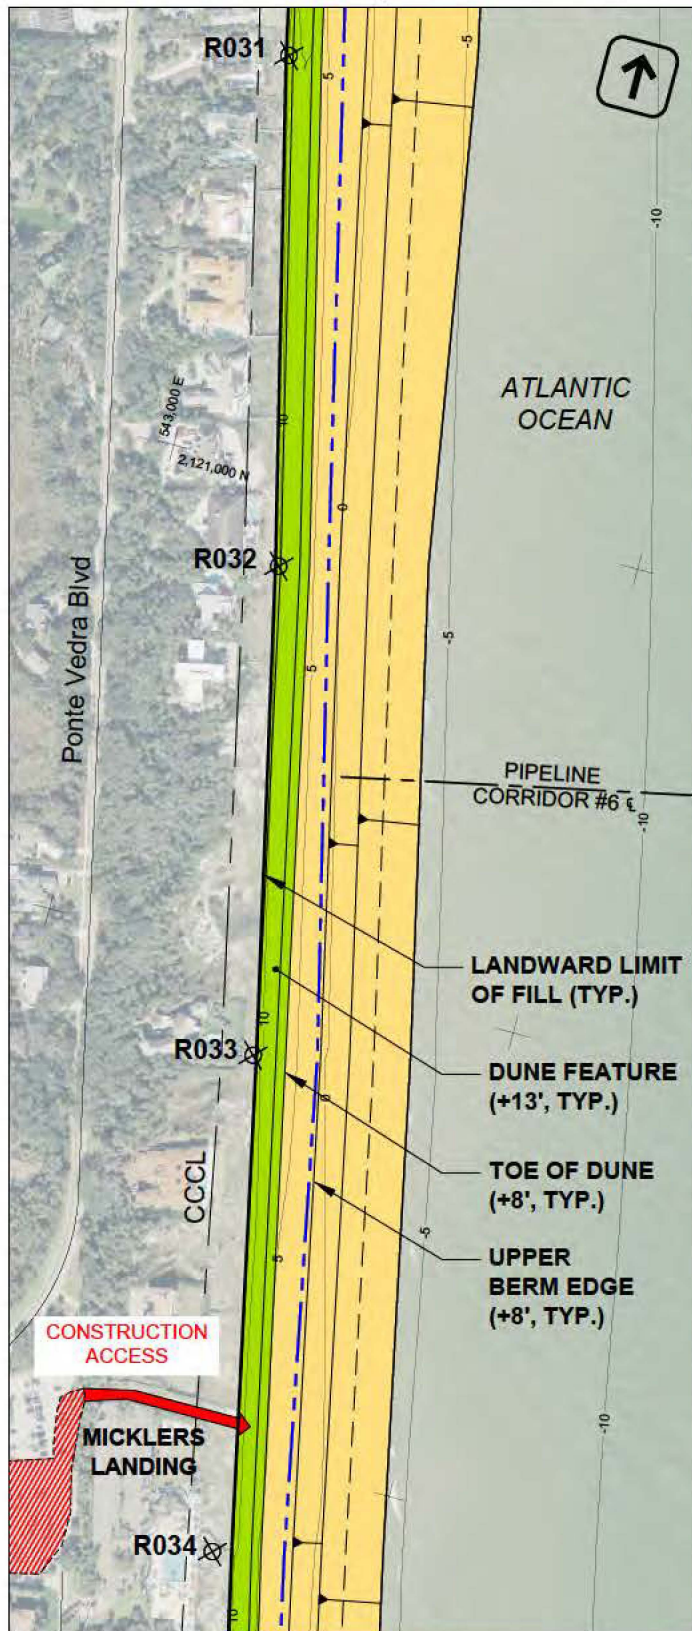 R031
5
-5
-10
ATLANTIC
OCEAN
543,000 E
2,121,000 N
10
0
R032
-5
5
Ponte Vedra Blvd
PIPELINE
CORRIDOR #6 ℄
-10
LANDWARD LIMIT
OF FILL (TYP.)
10
R033
DUNE FEATURE
(+13', TYP.)
0
TOE OF DUNE
(+8', TYP.)
CCCL
-5
5
UPPER
BERM EDGE
(+8', TYP.)
CONSTRUCTION
ACCESS
MICKLERS
LANDING
-10
R034
10